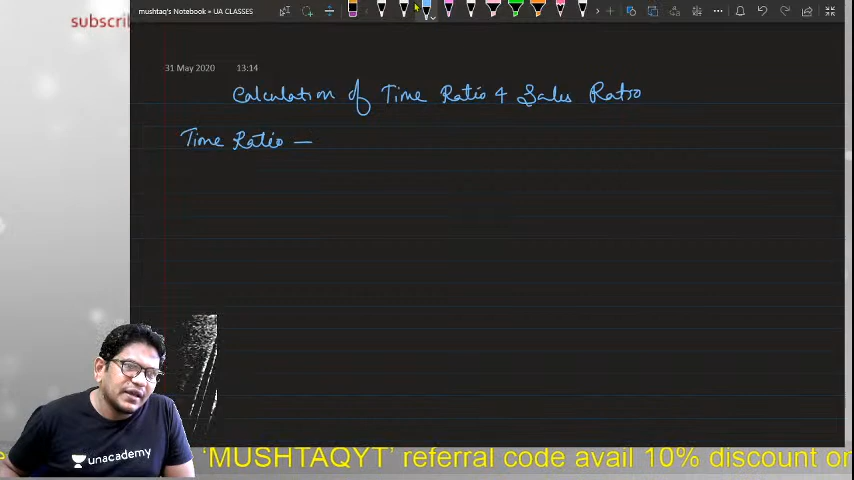 subscri
mushtaq's Notebook » UA CLASSES
31 May 2020 13:14
Calculation of Time Ratio & Sales Ratio
Time Ratio —
unacademy
'MUSHTAQYT' referral code avail 10% discount on